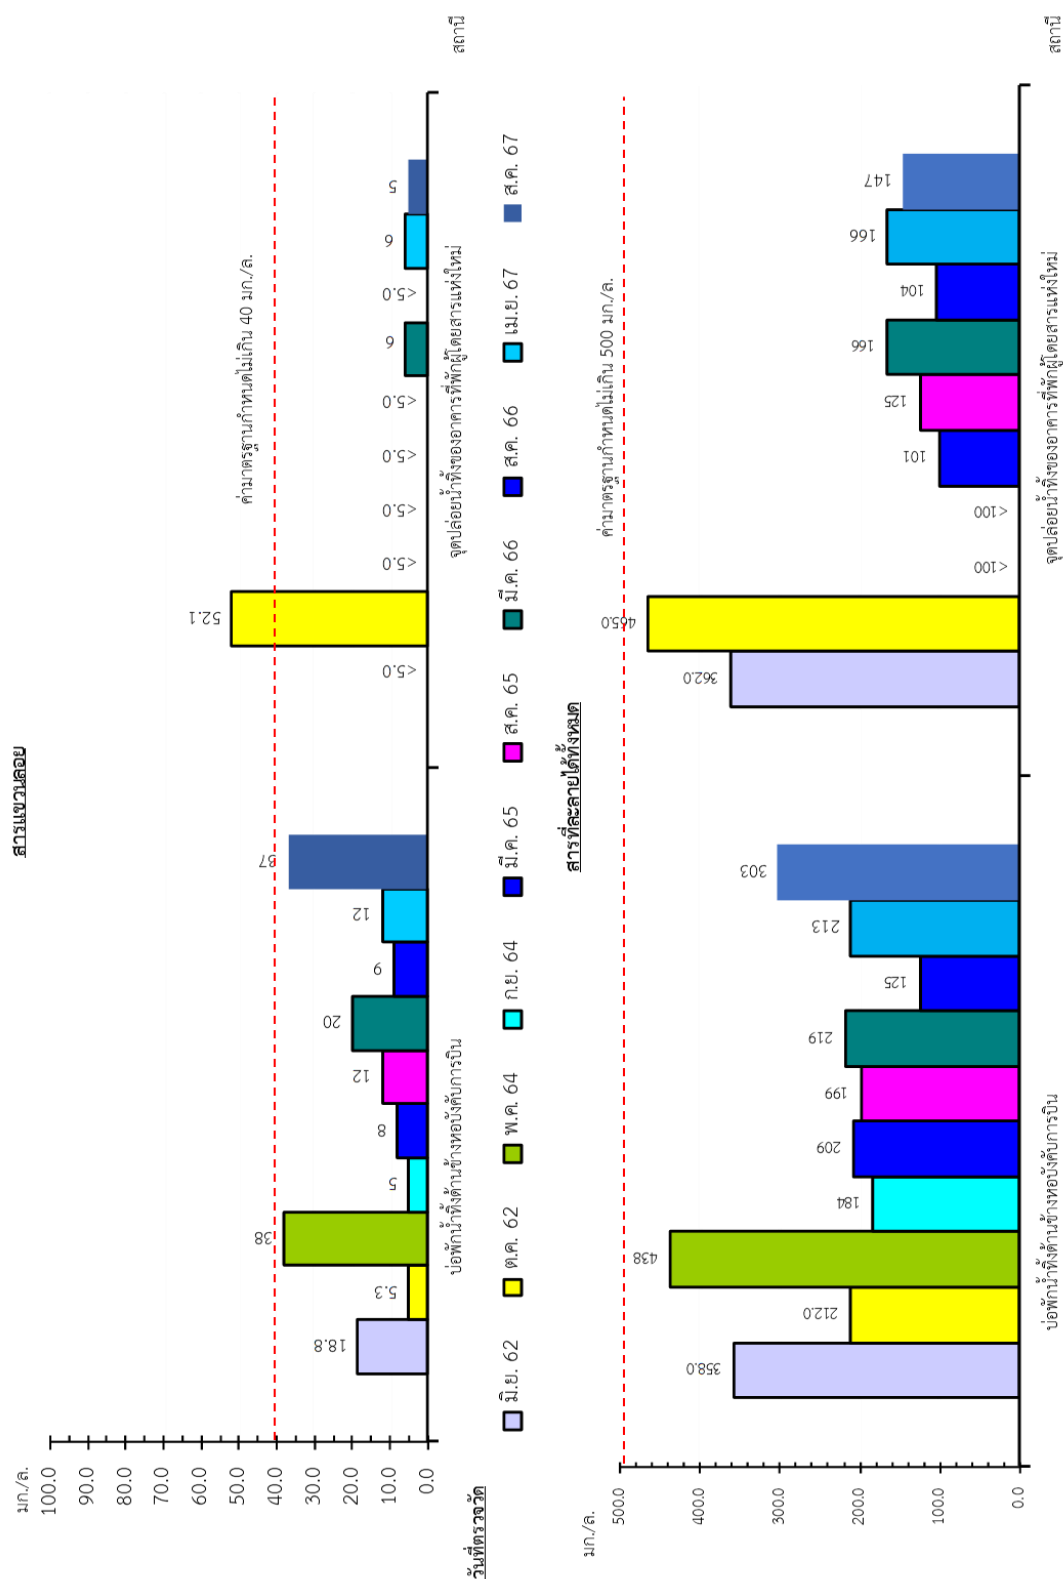 สารแขวนลอย
มก./ล.
100.0
90.0
80.0
70.0
60.0
50.0
40.0
30.0
20.0
10.0
0.0
ค่ามาตรฐานกำหนดไม่เกิน 40 มก./ล.
18.8
5.3
38
5
8
12
20
9
12
37
<5.0
52.1
<5.0
<5.0
<5.0
<5.0
6
<5.0
6
5
บ่อพักน้ำทิ้งด้านข้างหอบังคับการบิน
จุดปล่อยน้ำทิ้งของอาคารที่พักผู้โดยสารแห่งใหม่
สถานี
วันที่ตรวจวัด
มิ.ย. 62
ต.ค. 62
พ.ค. 64
ก.ย. 64
มี.ค. 65
ส.ค. 65
มี.ค. 66
ส.ค. 66
เม.ย. 67
ส.ค. 67
สารที่ละลายได้ทั้งหมด
มก./ล.
500.0
400.0
300.0
200.0
100.0
0.0
ค่ามาตรฐานกำหนดไม่เกิน 500 มก./ล.
358.0
212.0
438
184
209
199
219
125
213
303
362.0
465.0
<100
<100
101
125
166
104
166
147
บ่อพักน้ำทิ้งด้านข้างหอบังคับการบิน
จุดปล่อยน้ำทิ้งของอาคารที่พักผู้โดยสารแห่งใหม่
สถานี